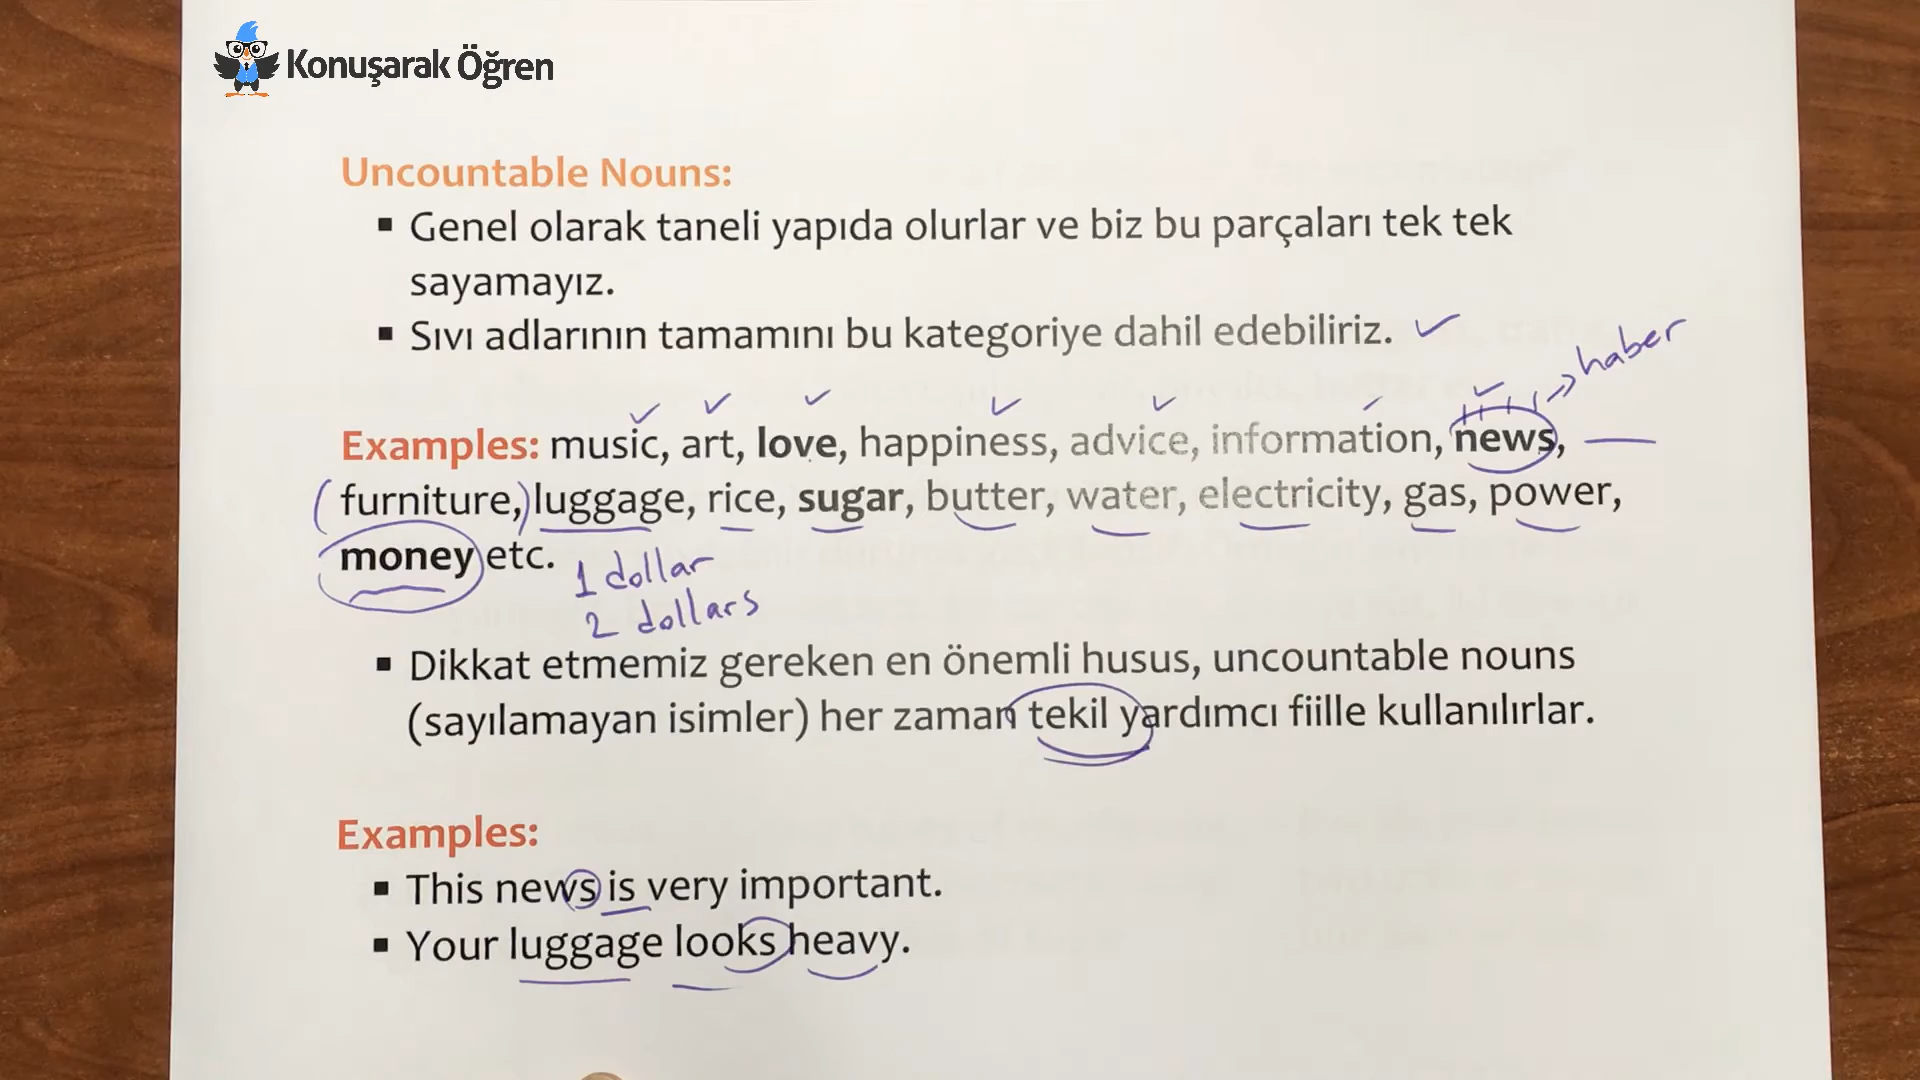 Konuşarak Öğren
Uncountable Nouns:
▪ Genel olarak taneli yapıda olurlar ve biz bu parçaları tek tek
sayamayız.
▪ Sıvı adlarının tamamını bu kategoriye dahil edebiliriz.
haber
Examples: music, art, love, happiness, advice, information, news,
furniture, luggage, rice, sugar, butter, water, electricity, gas, power,
money etc.
1 dollar
2 dollars
▪ Dikkat etmemiz gereken en önemli husus, uncountable nouns
(sayılamayan isimler) her zaman tekil yardımcı fiille kullanılırlar.
Examples:
▪ This news is very important.
▪ Your luggage looks heavy.